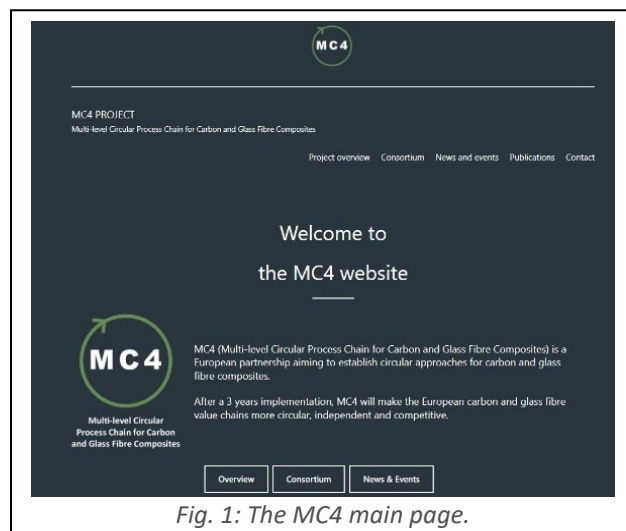 MC4
MC4 PROJECT
Multi-level Circular Process Chain for Carbon and Glass Fibre Composites
Project overview Consortium News and events Publications Contact
Welcome to
the MC4 website
MC4
Multi-level Circular
Process Chain for Carbon
and Glass Fibre Composites
MC4 (Multi-level Circular Process Chain for Carbon and Glass Fibre Composites) is a
European partnership aiming to establish circular approaches for carbon and glass
fibre composites.
After a 3 years implementation, MC4 will make the European carbon and glass fibre
value chains more circular, independent and competitive.
Overview Consortium News & Events
Fig. 1: The MC4 main page.